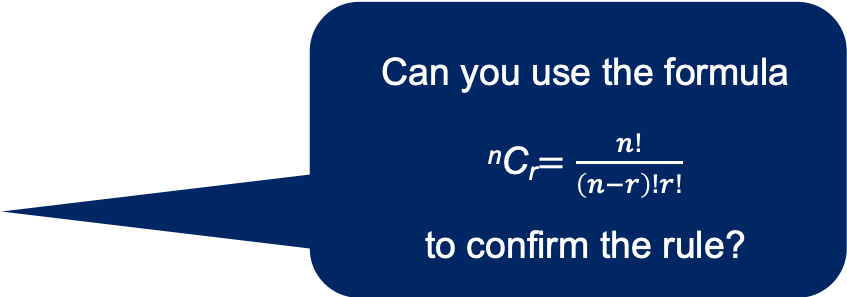 Can you use the formula
ⁿCᵣ= n!/(n−r)!r!
to confirm the rule?